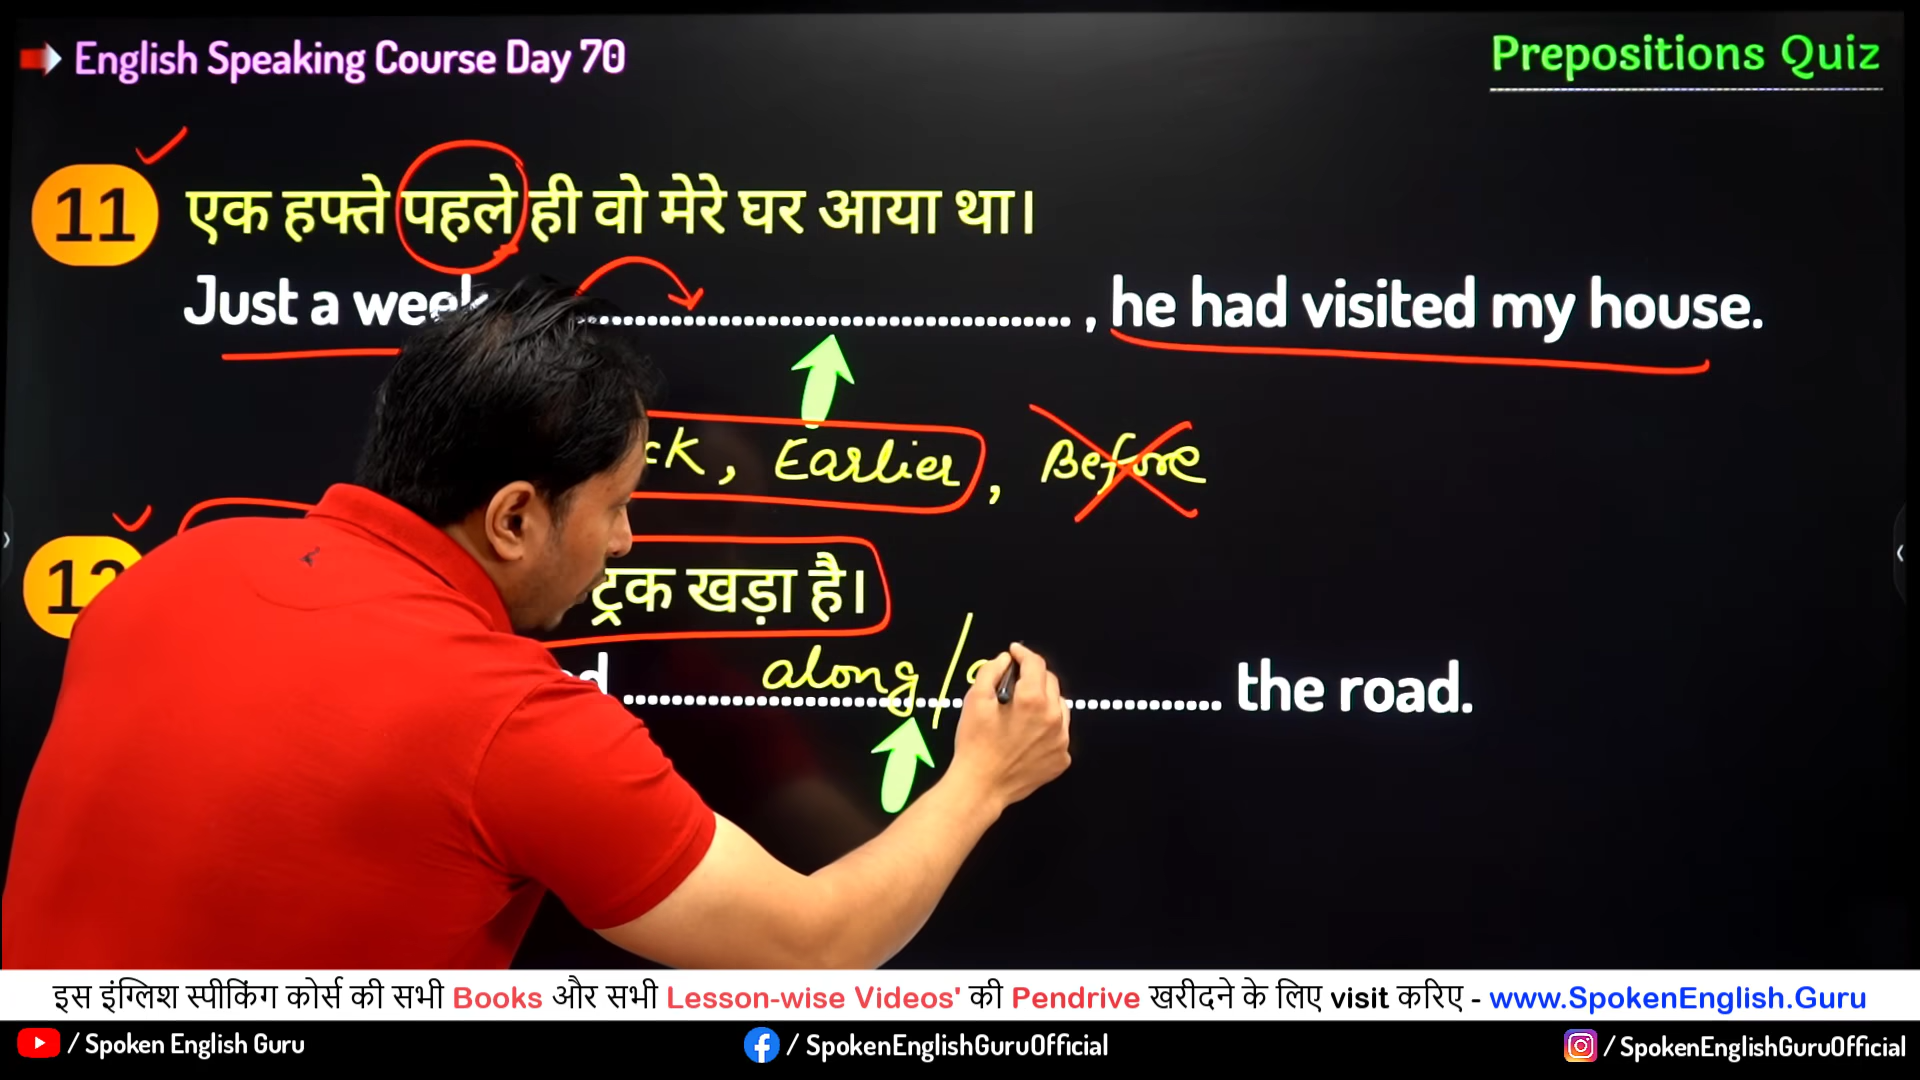 English Speaking Course Day 70
Prepositions Quiz
11 एक हफ्ते पहले ही वो मेरे घर आया था।
Just a week ........................................ , he had visited my house.
, Earlier , Before
12 ट्रक खड़ा है।
along / the road.
इस इंग्लिश स्पीकिंग कोर्स की सभी Books और सभी Lesson-wise Videos' की Pendrive खरीदने के लिए visit करिए - www.SpokenEnglish.Guru
/ Spoken English Guru
/ SpokenEnglishGuruOfficial
/ SpokenEnglishGuruOfficial